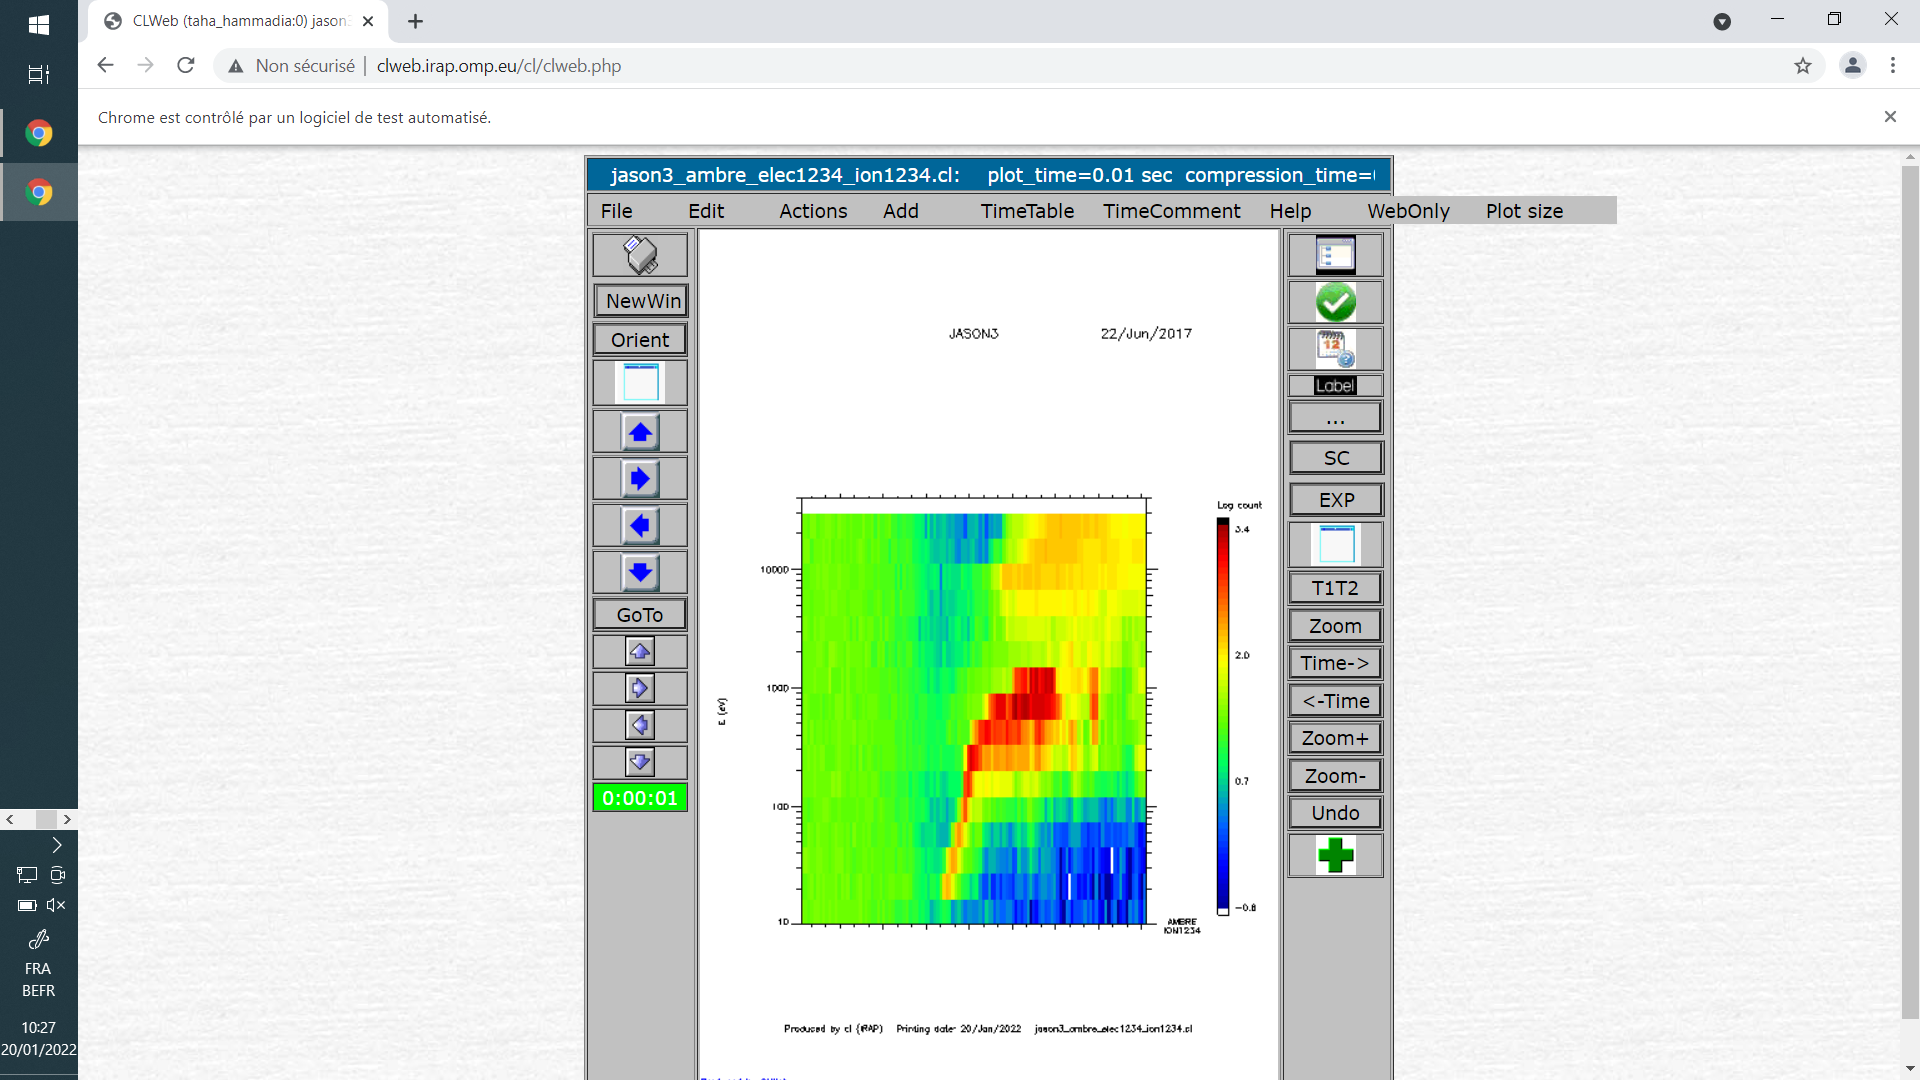 CLWeb (taha_hammadia:0) jason3
Non sécurisé | clweb.irap.omp.eu/cl/clweb.php
Chrome est contrôlé par un logiciel de test automatisé.
jason3_ambre_elec1234_ion1234.cl: plot_time=0.01 sec compression_time=
File Edit Actions Add TimeTable TimeComment Help WebOnly Plot size
NewWin
Orient
GoTo
0:00:01
JASON3 22/Jun/2017
Log count
3.4
2.0
0.7
-0.8
10000
1000
100
10
E (eV)
AMBRE
ION1234
Produced by cl (IRAP) Printing date: 20/Jan/2022 jason3_ambre_elec1234_ion1234.cl
12
Label
...
SC
EXP
T1T2
Zoom
Time->
<-Time
Zoom+
Zoom-
Undo
FRA
BEFR
10:27
20/01/2022